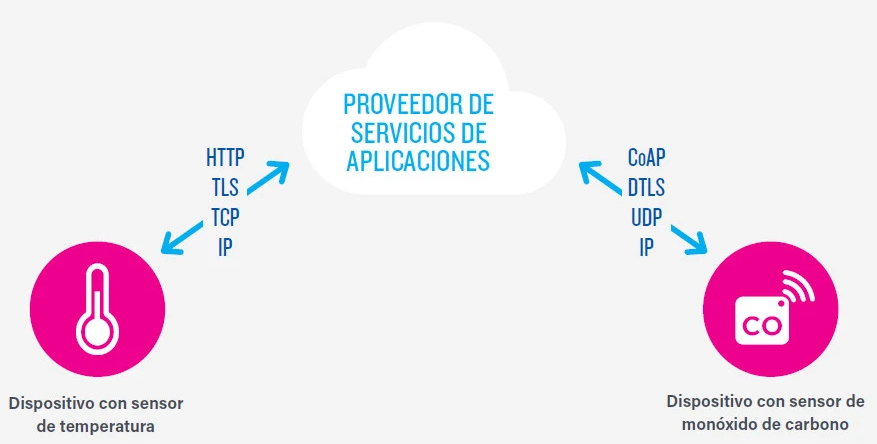 PROVEEDOR DE
SERVICIOS DE
APLICACIONES
HTTP
TLS
TCP
IP
CoAP
DTLS
UDP
IP
CO
Dispositivo con sensor
de temperatura
Dispositivo con sensor de
monóxido de carbono